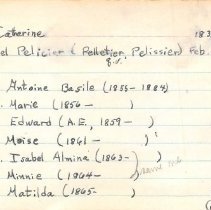 Catherine 183
el Pelicier (Pelletier, Pelissier) Feb.
q.v.
Antoine Basile (1855- 1884)
. Marie (1856 - )
Edward (A.E., 1859 - )
Moise (1861 - )
. Isabel Almina (1863- )
Minnie (1864- )
Matilda (1865- )